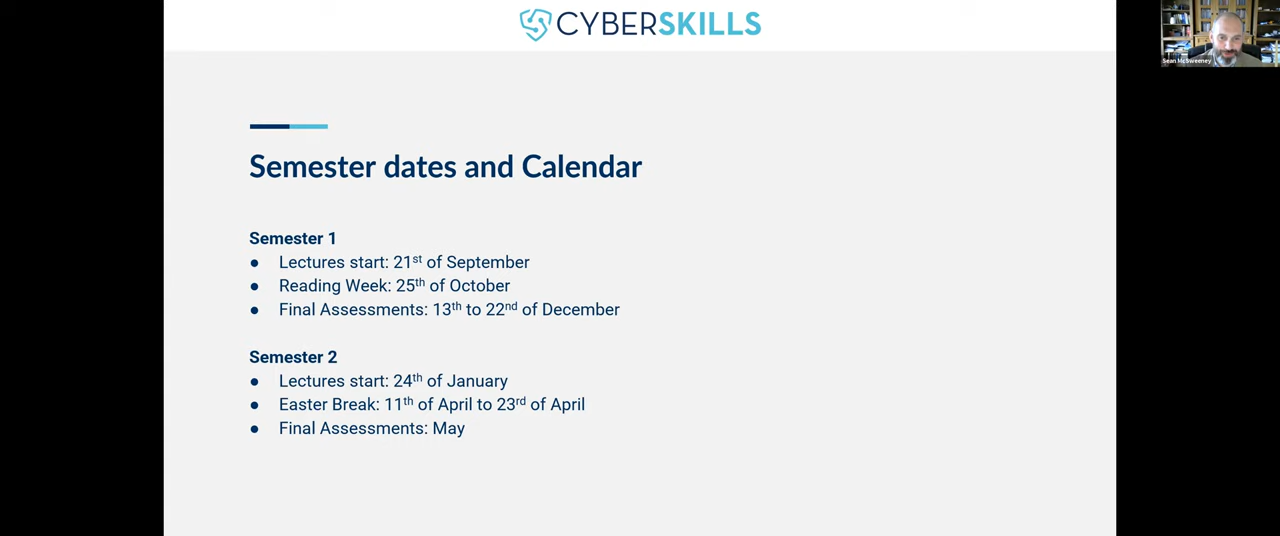 CYBERSKILLS
Sean McSweeney
Semester dates and Calendar
Semester 1
● Lectures start: 21st of September
● Reading Week: 25th of October
● Final Assessments: 13th to 22nd of December
Semester 2
● Lectures start: 24th of January
● Easter Break: 11th of April to 23rd of April
● Final Assessments: May